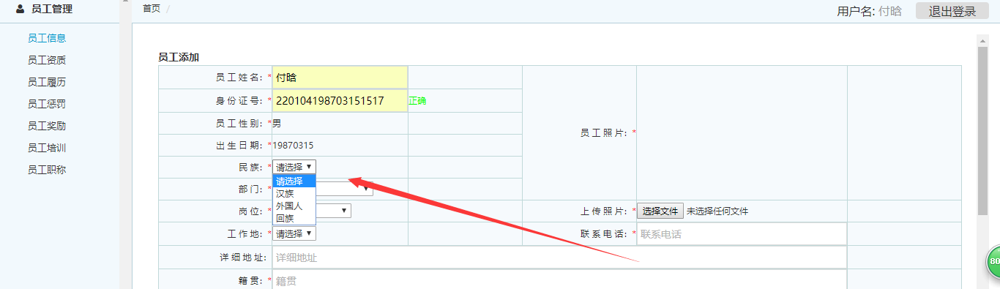 员工管理
首页 /
用户名: 付晗
退出登录
员工信息
员工资质
员工履历
员工惩罚
员工奖励
员工培训
员工职称
员工添加
员工姓名: * 付晗
身份证号: * 220104198703151517 正确
员工性别: * 男
出生日期: * 19870315
民族: * 请选择
请选择
汉族
外国人
回族
部门: *
岗位: *
工作地: * 请选择
员工照片: *
上传照片: * 选择文件 未选择任何文件
联系电话: * 联系电话
详细地址: 详细地址
籍贯: * 籍贯
80